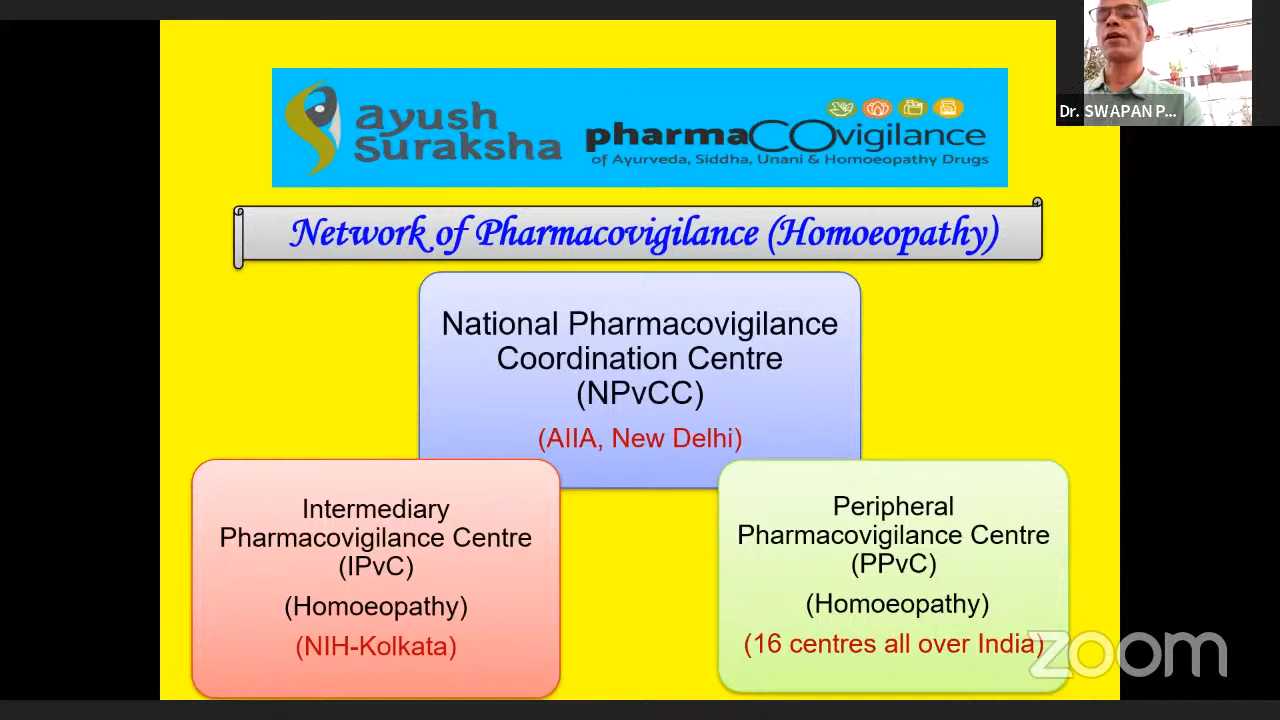 ayush
suraksha
pharmaCOvigilance
of Ayurveda, Siddha, Unani & Homoeopathy Drugs
Dr. SWAPAN P...
Network of Pharmacovigilance (Homoeopathy)
National Pharmacovigilance
Coordination Centre
(NPvCC)
(AIIA, New Delhi)
Intermediary
Pharmacovigilance Centre
(IPvC)
(Homoeopathy)
(NIH-Kolkata)
Peripheral
Pharmacovigilance Centre
(PPvC)
(Homoeopathy)
(16 centres all over India)
zoom